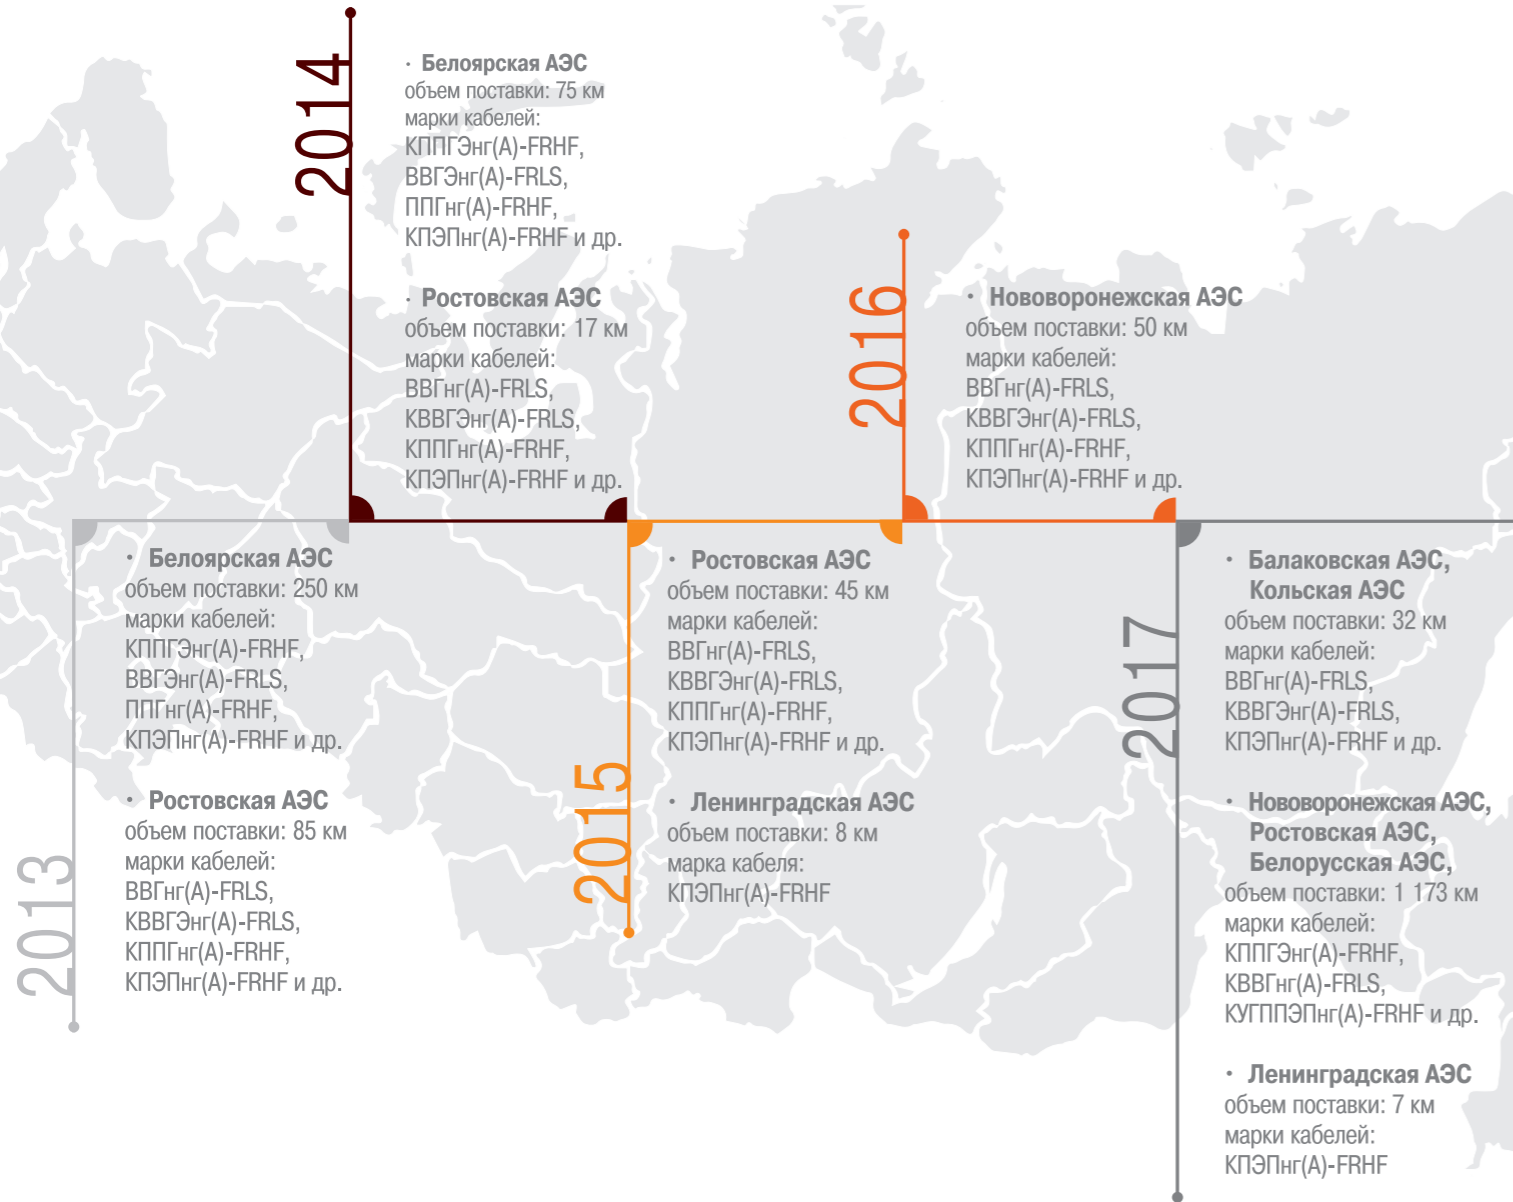 2013
· Белоярская АЭС
объем поставки: 250 км
марки кабелей:
КППГЭнг(А)-FRHF,
ВВГЭнг(А)-FRLS,
ППГнг(А)-FRHF,
КПЭПнг(А)-FRHF и др.
· Ростовская АЭС
объем поставки: 85 км
марки кабелей:
ВВГнг(А)-FRLS,
КВВГЭнг(А)-FRLS,
КППГнг(А)-FRHF,
КПЭПнг(А)-FRHF и др.
2014
· Белоярская АЭС
объем поставки: 75 км
марки кабелей:
КППГЭнг(А)-FRHF,
ВВГЭнг(А)-FRLS,
ППГнг(А)-FRHF,
КПЭПнг(А)-FRHF и др.
· Ростовская АЭС
объем поставки: 17 км
марки кабелей:
ВВГнг(А)-FRLS,
КВВГЭнг(А)-FRLS,
КППГнг(А)-FRHF,
КПЭПнг(А)-FRHF и др.
2015
· Ростовская АЭС
объем поставки: 45 км
марки кабелей:
ВВГнг(А)-FRLS,
КВВГЭнг(А)-FRLS,
КППГнг(А)-FRHF,
КПЭПнг(А)-FRHF и др.
· Ленинградская АЭС
объем поставки: 8 км
марка кабеля:
КПЭПнг(А)-FRHF
2016
· Нововоронежская АЭС
объем поставки: 50 км
марки кабелей:
ВВГнг(А)-FRLS,
КВВГЭнг(А)-FRLS,
КППГнг(А)-FRHF,
КПЭПнг(А)-FRHF и др.
2017
· Балаковская АЭС,
Кольская АЭС
объем поставки: 32 км
марки кабелей:
ВВГнг(А)-FRLS,
КВВГЭнг(А)-FRLS,
КПЭПнг(А)-FRHF и др.
· Нововоронежская АЭС,
Ростовская АЭС,
Белорусская АЭС,
объем поставки: 1 173 км
марки кабелей:
КППГЭнг(А)-FRHF,
КВВГнг(А)-FRLS,
КУГППЭПнг(А)-FRHF и др.
· Ленинградская АЭС
объем поставки: 7 км
марки кабелей:
КПЭПнг(А)-FRHF